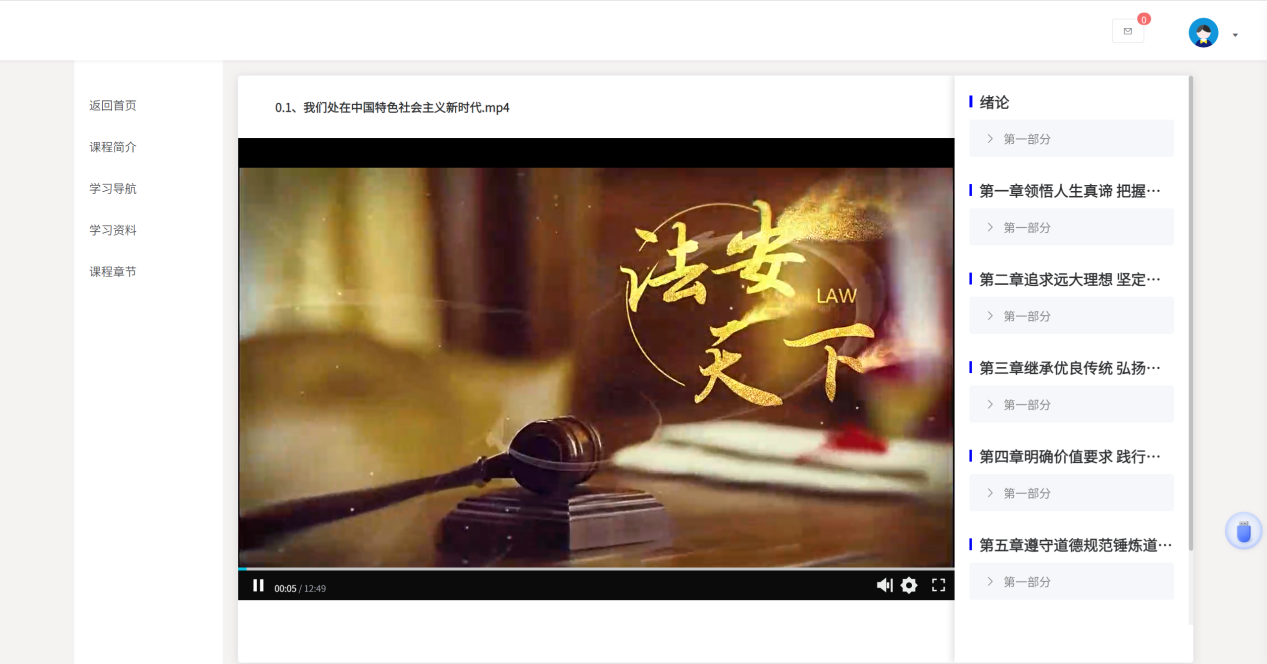 0
返回首页
课程简介
学习导航
学习资料
课程章节
0.1、我们处在中国特色社会主义新时代.mp4
法安
LAW
天下
00:05 / 12:49
绪论
第一部分
第一章领悟人生真谛 把握···
第一部分
第二章追求远大理想 坚定···
第一部分
第三章继承优良传统 弘扬···
第一部分
第四章明确价值要求 践行···
第一部分
第五章遵守道德规范锤炼道···
第一部分